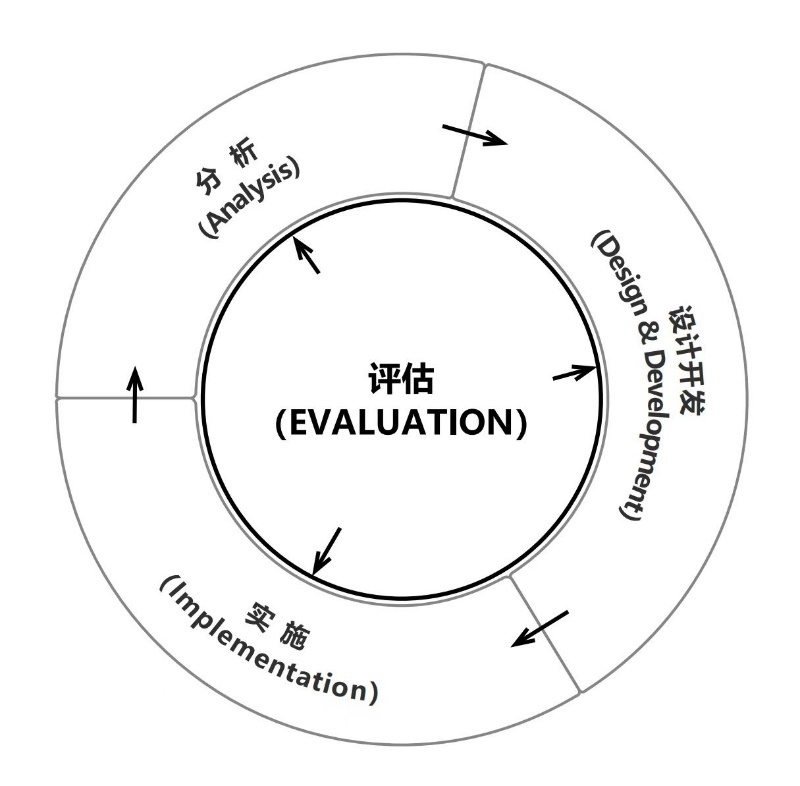 分析
(Analysis)
设计开发
(Design & Development)
评估
(EVALUATION)
实施
(Implementation)